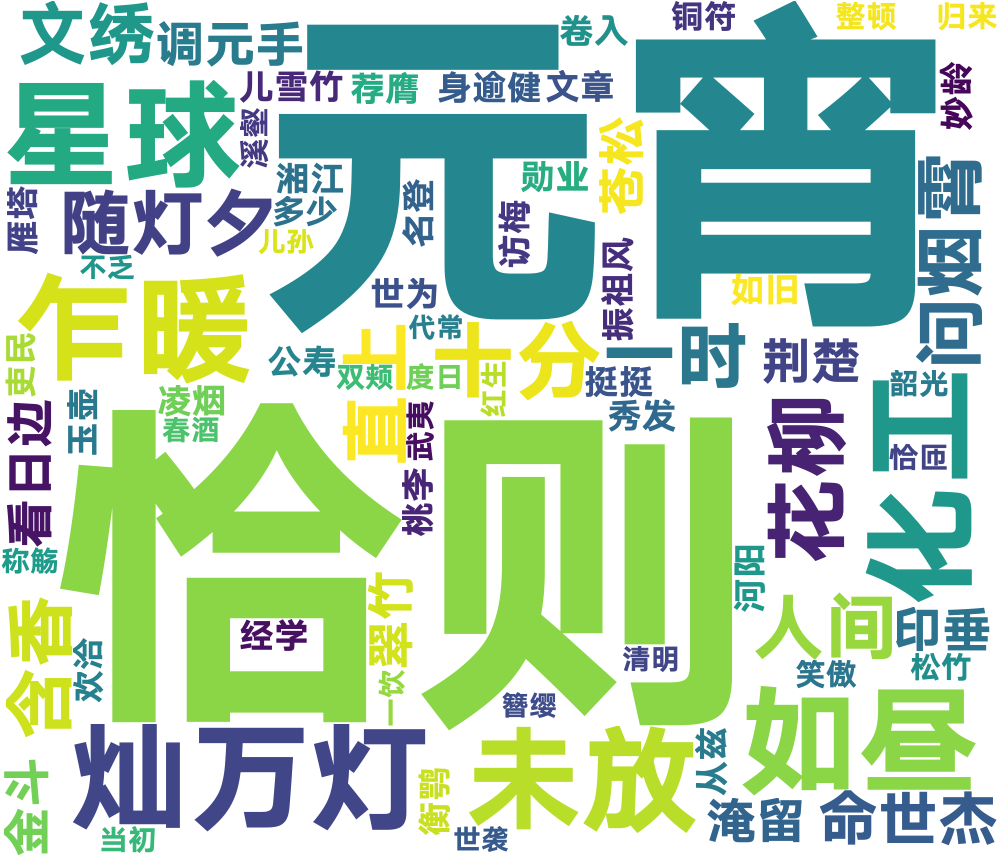 文绣
调元手
元宵
卷入
铜符
整顿
归来
星球
儿雪竹
荐膺
身逾健
文章
妙龄
溪壑
苍松
湘江
勋业
霄
雁塔
随灯夕
多少
名登
访梅
儿孙
振祖风
问烟
不乏
乍暖
世为
如旧
代常
直上
十分
一时
荆楚
吏民
公寿
双颊
度日
红生
挺挺
韶光
玉壶
凌烟
春酒
武夷
秀发
花柳
化工
看日边
恰则
桃李
恰匝
称觞
河阳
含香
翠竹
经学
人间
印垂
欢洽
一饮
清明
笑傲
松竹
簪缨
如昼
灿万灯
未放
从兹
金斗
衡鹗
淹留
命世杰
当初
世袭